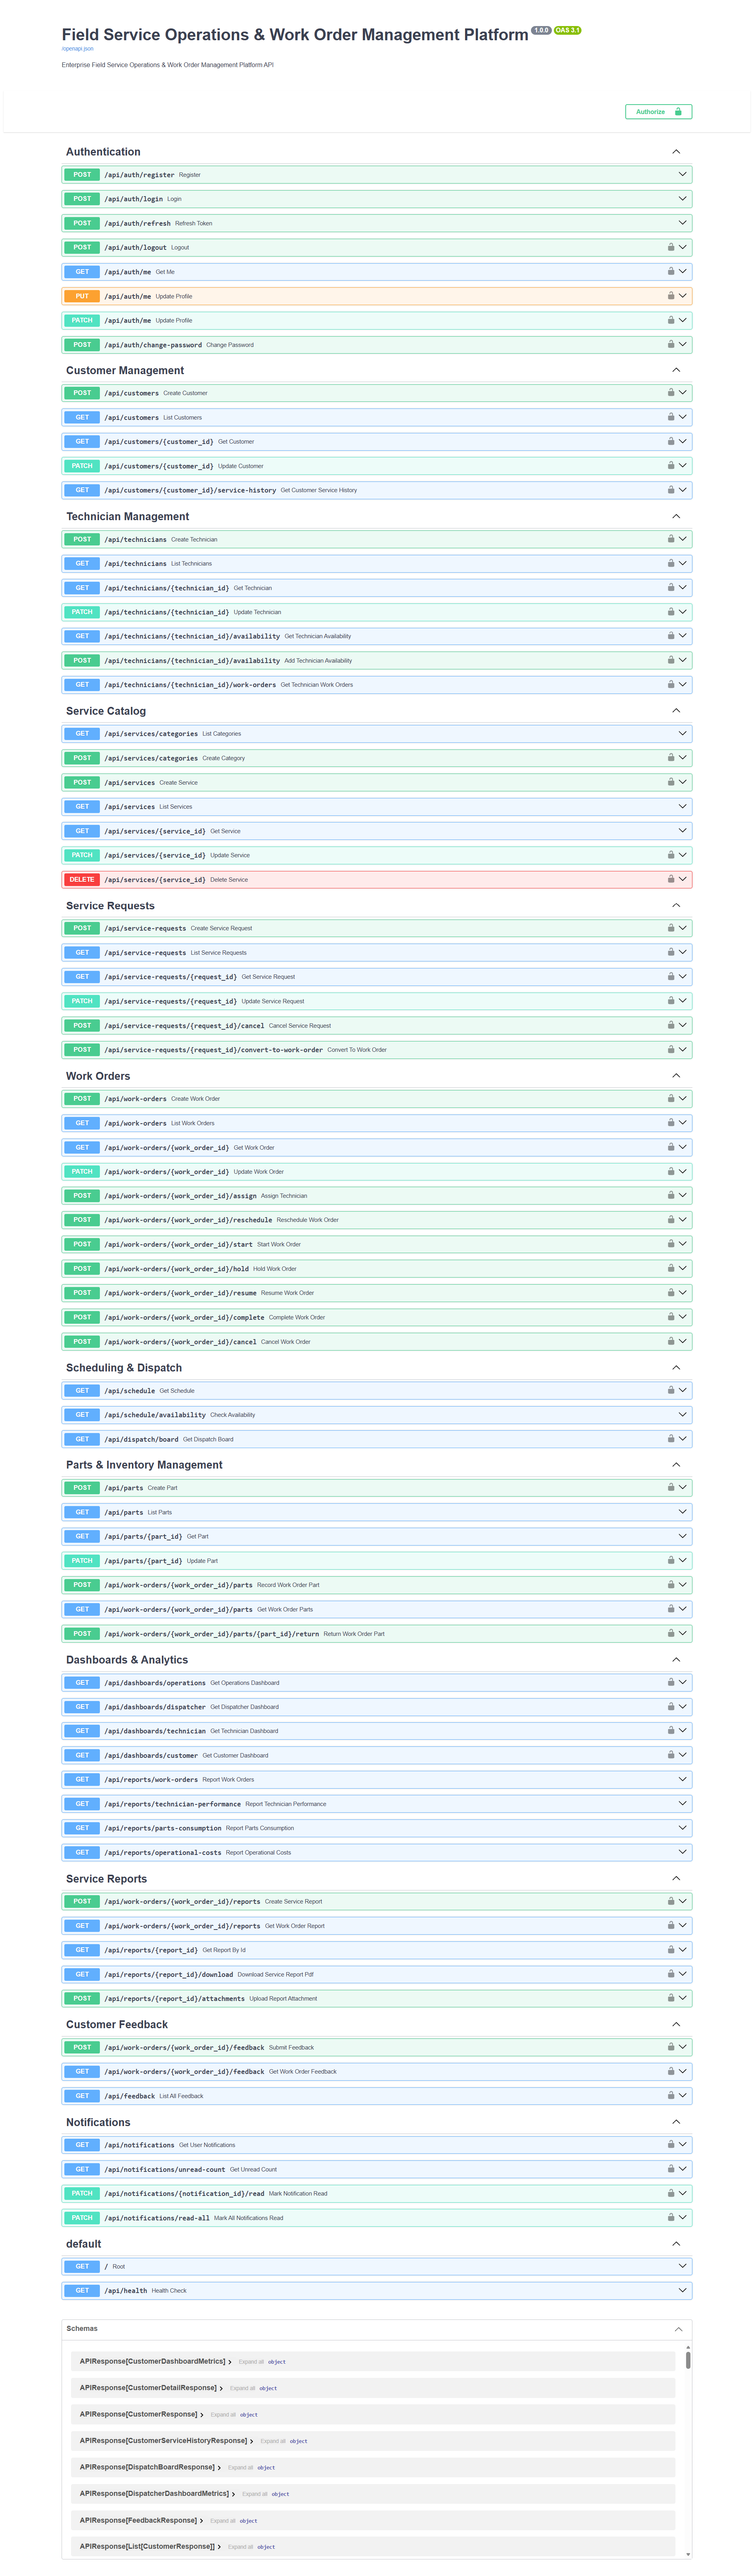 Field Service Operations & Work Order Management Platform 1.0.0 OAS 3.1
/openapi.json
Enterprise Field Service Operations & Work Order Management Platform API
Authorize
Authentication
POST /api/auth/register Register
POST /api/auth/login Login
POST /api/auth/refresh Refresh Token
POST /api/auth/logout Logout
GET /api/auth/me Get Me
PUT /api/auth/me Update Profile
PATCH /api/auth/me Update Profile
POST /api/auth/change-password Change Password
Customer Management
POST /api/customers Create Customer
GET /api/customers List Customers
GET /api/customers/{customer_id} Get Customer
PATCH /api/customers/{customer_id} Update Customer
GET /api/customers/{customer_id}/service-history Get Customer Service History
Technician Management
POST /api/technicians Create Technician
GET /api/technicians List Technicians
GET /api/technicians/{technician_id} Get Technician
PATCH /api/technicians/{technician_id} Update Technician
GET /api/technicians/{technician_id}/availability Get Technician Availability
POST /api/technicians/{technician_id}/availability Add Technician Availability
GET /api/technicians/{technician_id}/work-orders Get Technician Work Orders
Service Catalog
GET /api/services/categories List Categories
POST /api/services/categories Create Category
POST /api/services Create Service
GET /api/services List Services
GET /api/services/{service_id} Get Service
PATCH /api/services/{service_id} Update Service
DELETE /api/services/{service_id} Delete Service
Service Requests
POST /api/service-requests Create Service Request
GET /api/service-requests List Service Requests
GET /api/service-requests/{request_id} Get Service Request
PATCH /api/service-requests/{request_id} Update Service Request
POST /api/service-requests/{request_id}/cancel Cancel Service Request
POST /api/service-requests/{request_id}/convert-to-work-order Convert To Work Order
Work Orders
POST /api/work-orders Create Work Order
GET /api/work-orders List Work Orders
GET /api/work-orders/{work_order_id} Get Work Order
PATCH /api/work-orders/{work_order_id} Update Work Order
POST /api/work-orders/{work_order_id}/assign Assign Technician
POST /api/work-orders/{work_order_id}/reschedule Reschedule Work Order
POST /api/work-orders/{work_order_id}/start Start Work Order
POST /api/work-orders/{work_order_id}/hold Hold Work Order
POST /api/work-orders/{work_order_id}/resume Resume Work Order
POST /api/work-orders/{work_order_id}/complete Complete Work Order
POST /api/work-orders/{work_order_id}/cancel Cancel Work Order
Scheduling & Dispatch
GET /api/schedule Get Schedule
GET /api/schedule/availability Check Availability
GET /api/dispatch/board Get Dispatch Board
Parts & Inventory Management
POST /api/parts Create Part
GET /api/parts List Parts
GET /api/parts/{part_id} Get Part
PATCH /api/parts/{part_id} Update Part
POST /api/work-orders/{work_order_id}/parts Record Work Order Part
GET /api/work-orders/{work_order_id}/parts Get Work Order Parts
POST /api/work-orders/{work_order_id}/parts/{part_id}/return Return Work Order Part
Dashboards & Analytics
GET /api/dashboards/operations Get Operations Dashboard
GET /api/dashboards/dispatcher Get Dispatcher Dashboard
GET /api/dashboards/technician Get Technician Dashboard
GET /api/dashboards/customer Get Customer Dashboard
GET /api/reports/work-orders Report Work Orders
GET /api/reports/technician-performance Report Technician Performance
GET /api/reports/parts-consumption Report Parts Consumption
GET /api/reports/operational-costs Report Operational Costs
Service Reports
POST /api/work-orders/{work_order_id}/reports Create Service Report
GET /api/work-orders/{work_order_id}/reports Get Work Order Report
GET /api/reports/{report_id} Get Report By Id
GET /api/reports/{report_id}/download Download Service Report Pdf
POST /api/reports/{report_id}/attachments Upload Report Attachment
Customer Feedback
POST /api/work-orders/{work_order_id}/feedback Submit Feedback
GET /api/work-orders/{work_order_id}/feedback Get Work Order Feedback
GET /api/feedback List All Feedback
Notifications
GET /api/notifications Get User Notifications
GET /api/notifications/unread-count Get Unread Count
PATCH /api/notifications/{notification_id}/read Mark Notification Read
PATCH /api/notifications/read-all Mark All Notifications Read
default
GET / Root
GET /api/health Health Check
Schemas
APIResponse[CustomerDashboardMetrics] Expand all object
APIResponse[CustomerDetailResponse] Expand all object
APIResponse[CustomerResponse] Expand all object
APIResponse[CustomerServiceHistoryResponse] Expand all object
APIResponse[DispatchBoardResponse] Expand all object
APIResponse[DispatcherDashboardMetrics] Expand all object
APIResponse[FeedbackResponse] Expand all object
APIResponse[List[CustomerResponse]] Expand all object